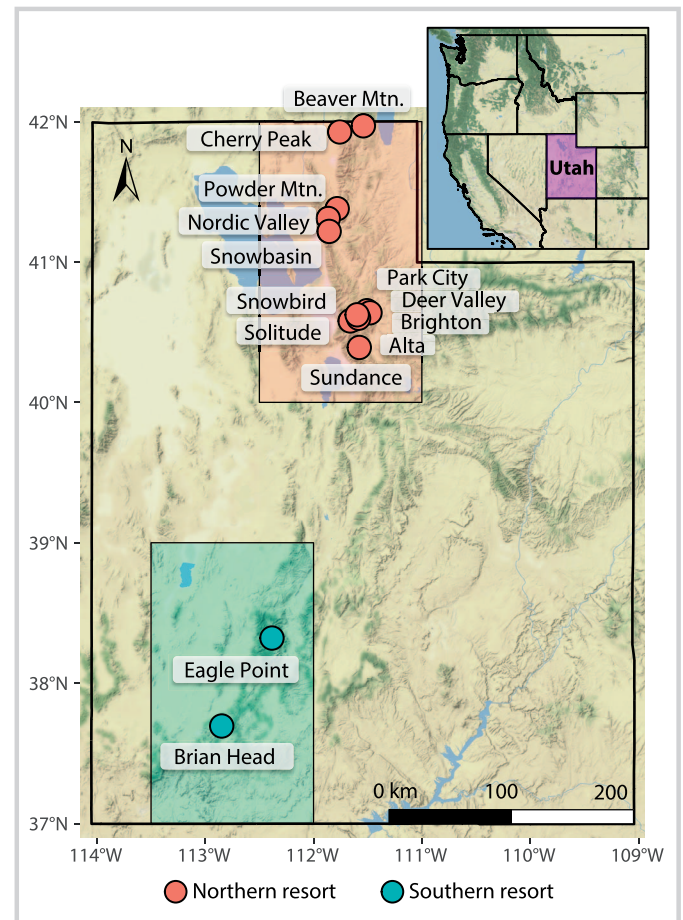 Utah
Beaver Mtn.
42°N
Cherry Peak
N
Powder Mtn.
Nordic Valley
Snowbasin
41°N
Park City
Snowbird
Deer Valley
Solitude
Brighton
Alta
Sundance
40°N
39°N
Eagle Point
38°N
Brian Head
0 km 100 200
37°N
114°W 113°W 112°W 111°W 110°W 109°W
Northern resort Southern resort